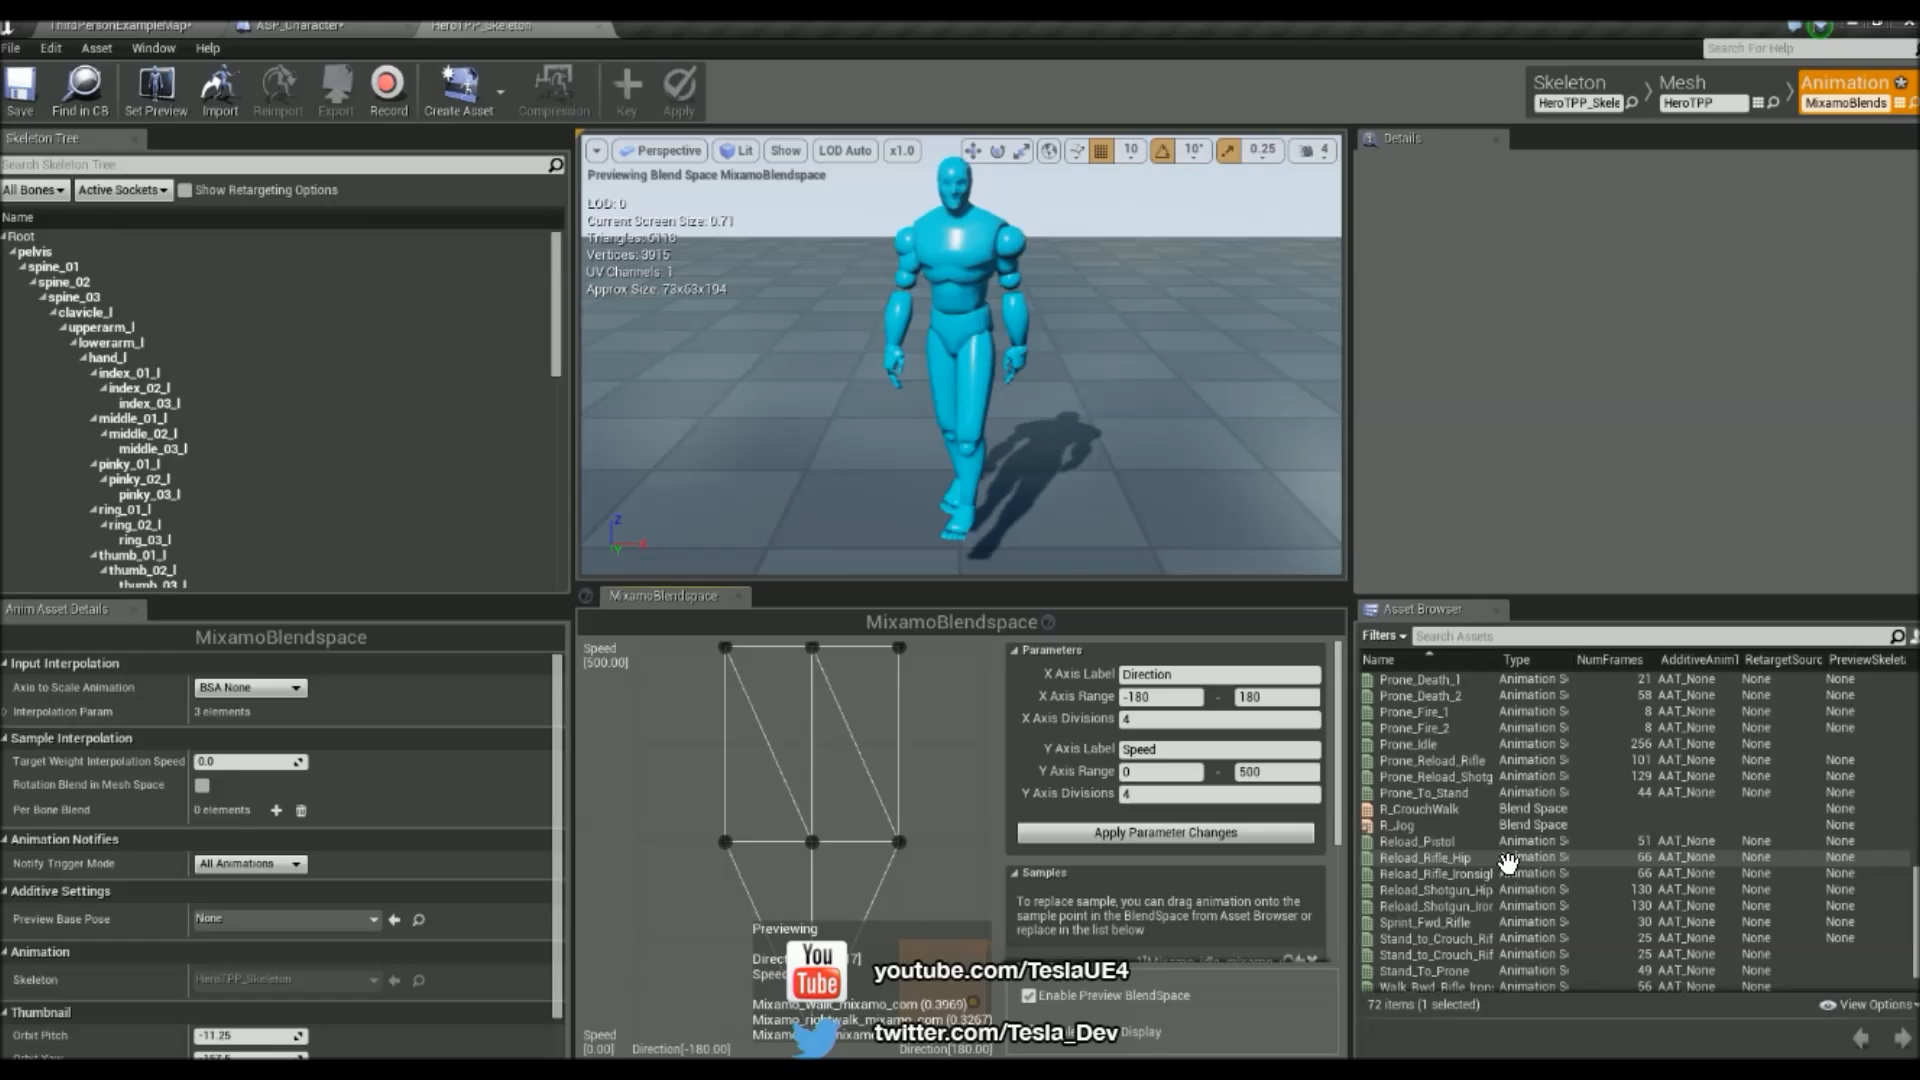 ThirdPersonExampleMap*
ASP_Character*
HeroTPP_Skeleton
File Edit Asset Window Help
Search For Help
Save
Find in CB
Set Preview
Import
Reimport
Export
Record
Create Asset
Compression
Key
Apply
Skeleton
HeroTPP_Skele
Mesh
HeroTPP
Animation
MixamoBlends
Skeleton Tree
Search Skeleton Tree
All Bones
Active Sockets
Show Retargeting Options
Name
Root
pelvis
spine_01
spine_02
spine_03
clavicle_l
upperarm_l
lowerarm_l
hand_l
index_01_l
index_02_l
index_03_l
middle_01_l
middle_02_l
middle_03_l
pinky_01_l
pinky_02_l
pinky_03_l
ring_01_l
ring_02_l
ring_03_l
thumb_01_l
thumb_02_l
thumb_03_l
Perspective
Lit
Show
LOD Auto
x1.0
10
10°
0.25
4
Previewing Blend Space MixamoBlendspace
LOD: 0
Current Screen Size: 0.71
Triangles: 6118
Vertices: 3915
UV Channels: 1
Approx Size: 73x63x194
Z
X
Y
Details
Anim Asset Details
MixamoBlendspace
Input Interpolation
Axis to Scale Animation BSA None
Interpolation Param 3 elements
Sample Interpolation
Target Weight Interpolation Speed 0.0
Rotation Blend in Mesh Space
Per Bone Blend 0 elements
Animation Notifies
Notify Trigger Mode All Animations
Additive Settings
Preview Base Pose None
Animation
Skeleton HeroTPP_Skeleton
Thumbnail
Orbit Pitch -11.25
MixamoBlendspace
MixamoBlendspace
Speed
[500.00]
Previewing
Mixamo_Walk_mixamo_com (0.3969)
Mixamo_rightwalk_mixamo_com (0.3267)
Speed
[0.00]
Direction[-180.00]
Direction[180.00]
You
Tube
youtube.com/TeslaUE4
twitter.com/Tesla_Dev
Parameters
X Axis Label Direction
X Axis Range -180 - 180
X Axis Divisions 4
Y Axis Label Speed
Y Axis Range 0 - 500
Y Axis Divisions 4
Apply Parameter Changes
Samples
To replace sample, you can drag animation onto the
sample point in the BlendSpace from Asset Browser or
replace in the list below
Enable Preview BlendSpace
Display
Asset Browser
Filters
Search Assets
Name Type NumFrames AdditiveAnimT RetargetSourc PreviewSkelet
Prone_Death_1 Animation S 21 AAT_None None None
Prone_Death_2 Animation S 58 AAT_None None None
Prone_Fire_1 Animation S 8 AAT_None None None
Prone_Fire_2 Animation S 8 AAT_None None None
Prone_Idle Animation S 256 AAT_None None
Prone_Reload_Rifle Animation S 101 AAT_None None None
Prone_Reload_Shotg Animation S 129 AAT_None None None
Prone_To_Stand Animation S 44 AAT_None None None
R_CrouchWalk Blend Space None
R_Jog Blend Space None
Reload_Pistol Animation S 51 AAT_None None None
Reload_Rifle_Hip Animation S 66 AAT_None None None
Reload_Rifle_Ironsigl Animation S 66 AAT_None None None
Reload_Shotgun_Hip Animation S 130 AAT_None None None
Reload_Shotgun_Iror Animation S 130 AAT_None None None
Sprint_Fwd_Rifle Animation S 30 AAT_None None None
Stand_to_Crouch_Rif Animation S 25 AAT_None None None
Stand_to_Crouch_Rif Animation S 25 AAT_None None
Stand_To_Prone Animation S 49 AAT_None None
Walk_Bwd_Rifle_Irons Animation S 56 AAT_None None
72 items (1 selected)
View Options